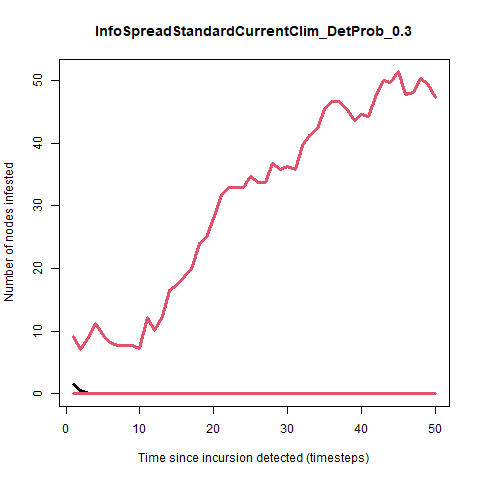 InfoSpreadStandardCurrentClim_DetProb_0.3
Number of nodes infested
50
40
30
20
10
0
0 10 20 30 40 50
Time since incursion detected (timesteps)